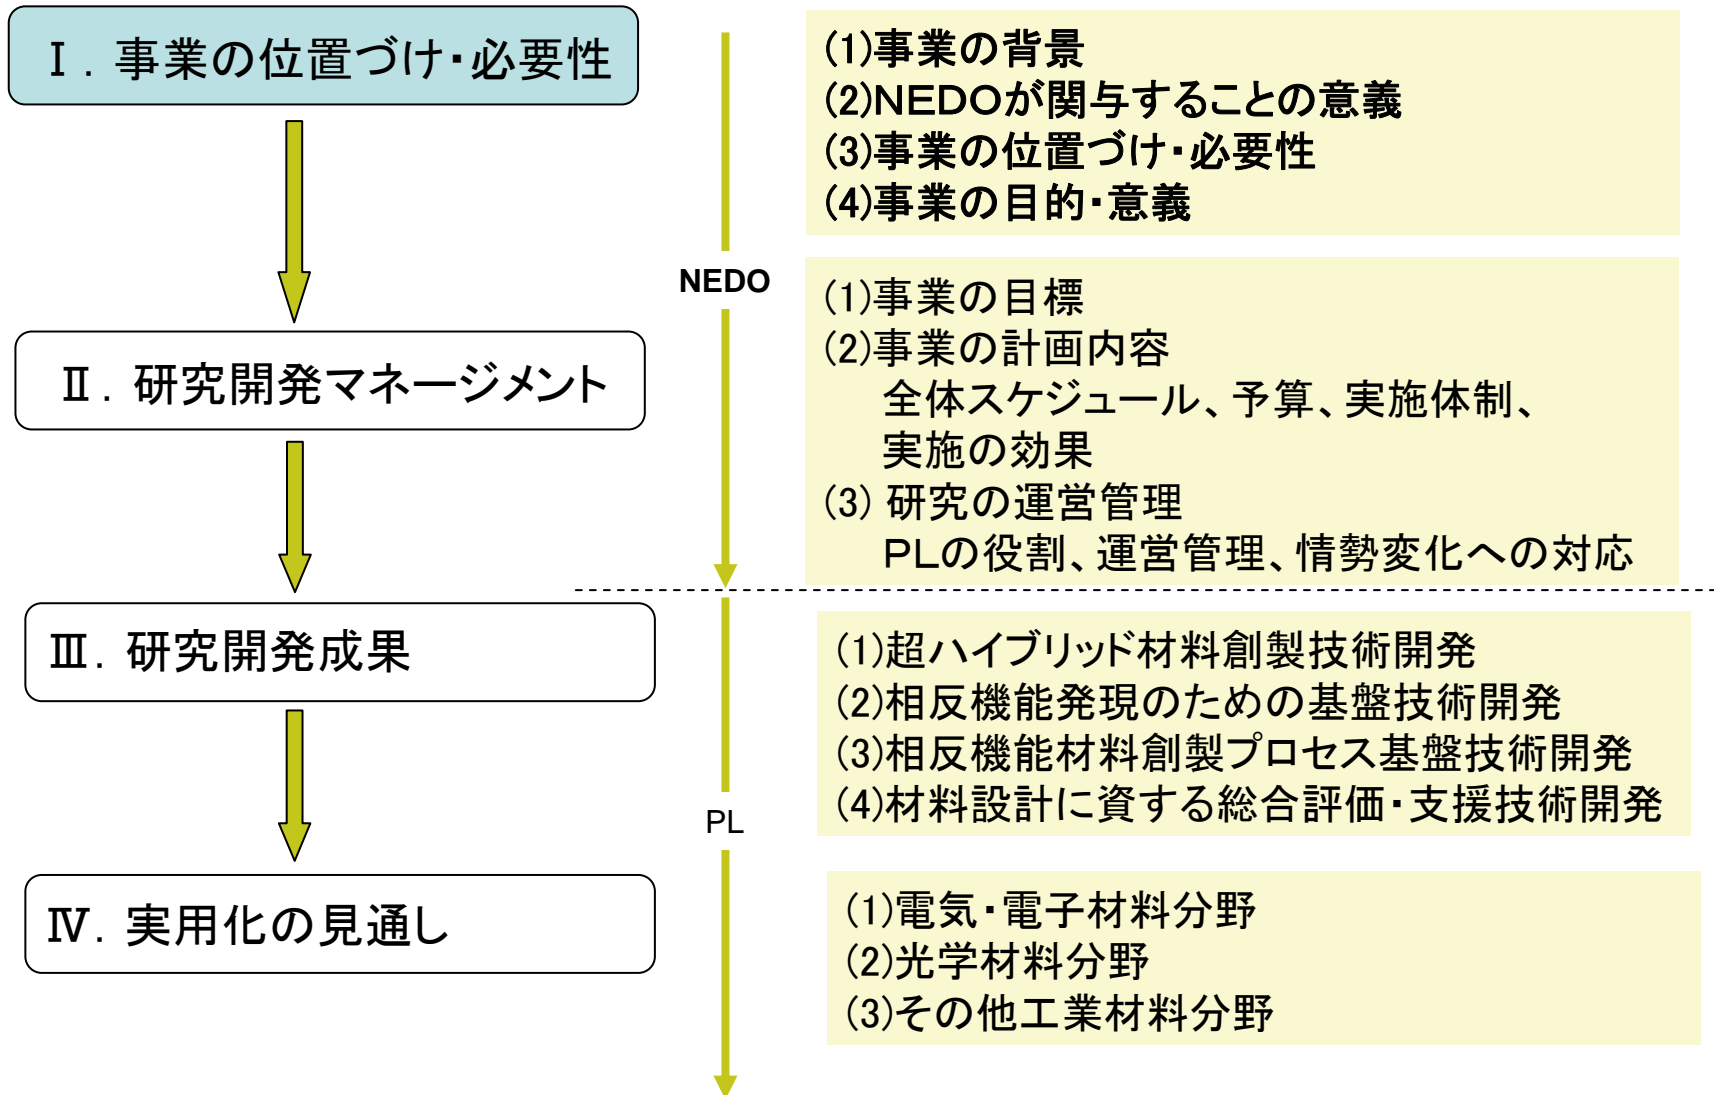 Ⅰ．事業の位置づけ・必要性
(1)事業の背景
(2)NEDOが関与することの意義
(3)事業の位置づけ・必要性
(4)事業の目的・意義
NEDO
Ⅱ．研究開発マネージメント
(1)事業の目標
(2)事業の計画内容
全体スケジュール、予算、実施体制、
実施の効果
(3) 研究の運営管理
PLの役割、運営管理、情勢変化への対応
Ⅲ．研究開発成果
(1)超ハイブリッド材料創製技術開発
(2)相反機能発現のための基盤技術開発
(3)相反機能材料創製プロセス基盤技術開発
(4)材料設計に資する総合評価・支援技術開発
PL
Ⅳ．実用化の見通し
(1)電気・電子材料分野
(2)光学材料分野
(3)その他工業材料分野